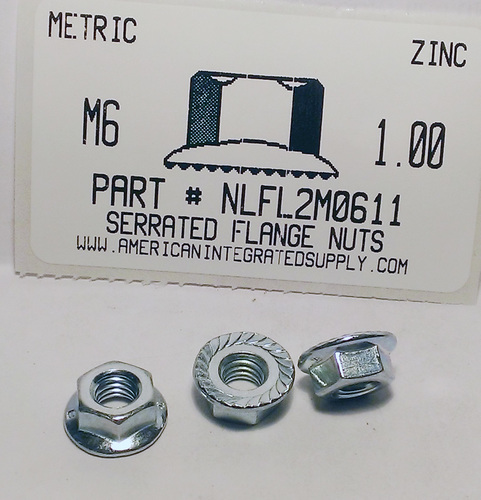 METRIC
ZINC
M6
1.00
PART # NLFL2M0611
SERRATED FLANGE NUTS
WWW.AMERICANINTEGRATEDSUPPLY.COM